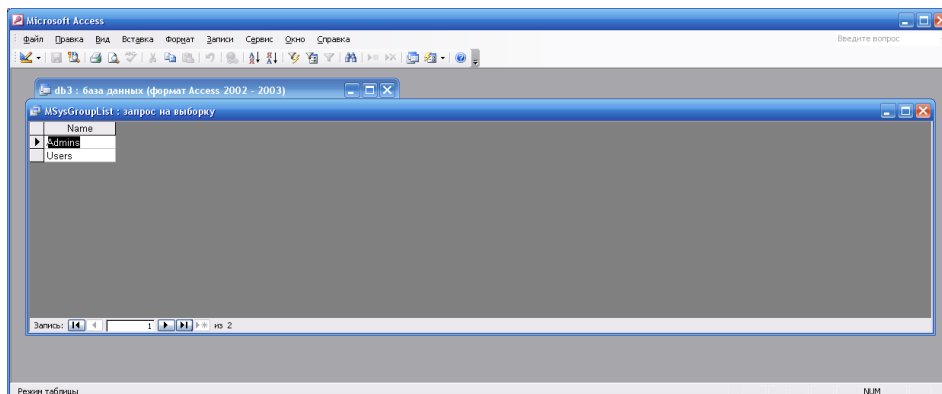 Microsoft Access
Файл Правка Вид Вставка Формат Записи Сервис Окно Справка Введите вопрос
db3 : база данных (формат Access 2002 - 2003)
MSysGroupList : запрос на выборку
Name
Admins
Users
Запись: 1 из 2
Режим таблицы NUM